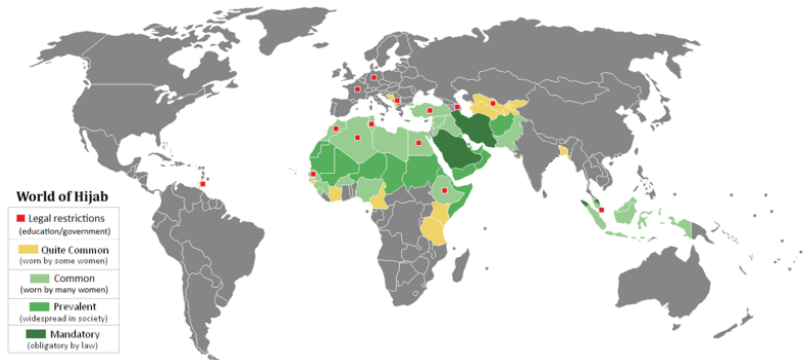 World of Hijab
Legal restrictions
(education/government)
Quite Common
(worn by some women)
Common
(worn by many women)
Prevalent
(widespread in society)
Mandatory
(obligatory by law)